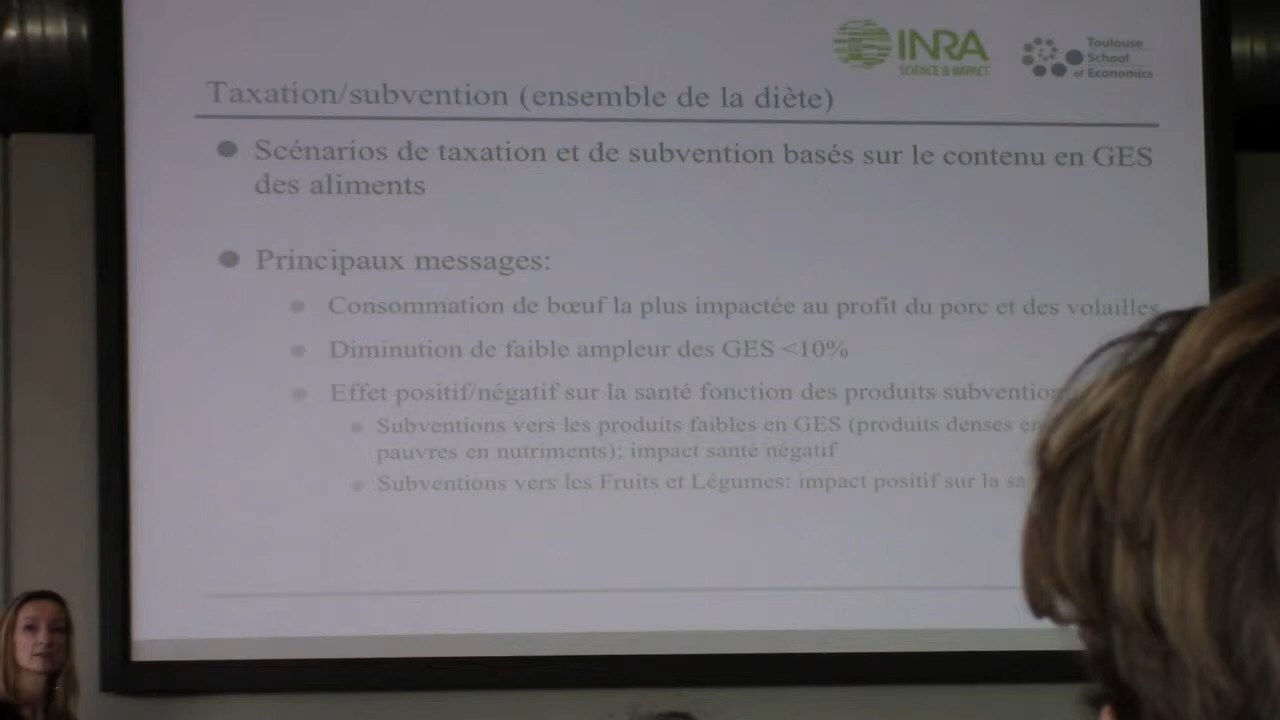 INRA
SCIENCE & IMPACT
Toulouse
School
of Economics
Taxation/subvention (ensemble de la diète)
Scénarios de taxation et de subvention basés sur le contenu en GES
des aliments
Principaux messages:
Consommation de bœuf la plus impactée au profit du porc et des volailles
Diminution de faible ampleur des GES <10%
Effet positif/négatif sur la santé fonction des produits
Subventions vers les produits faibles en GES (produits denses en
pauvres en nutriments): impact santé négatif
Subventions vers les Fruits et Légumes: impact positif sur la